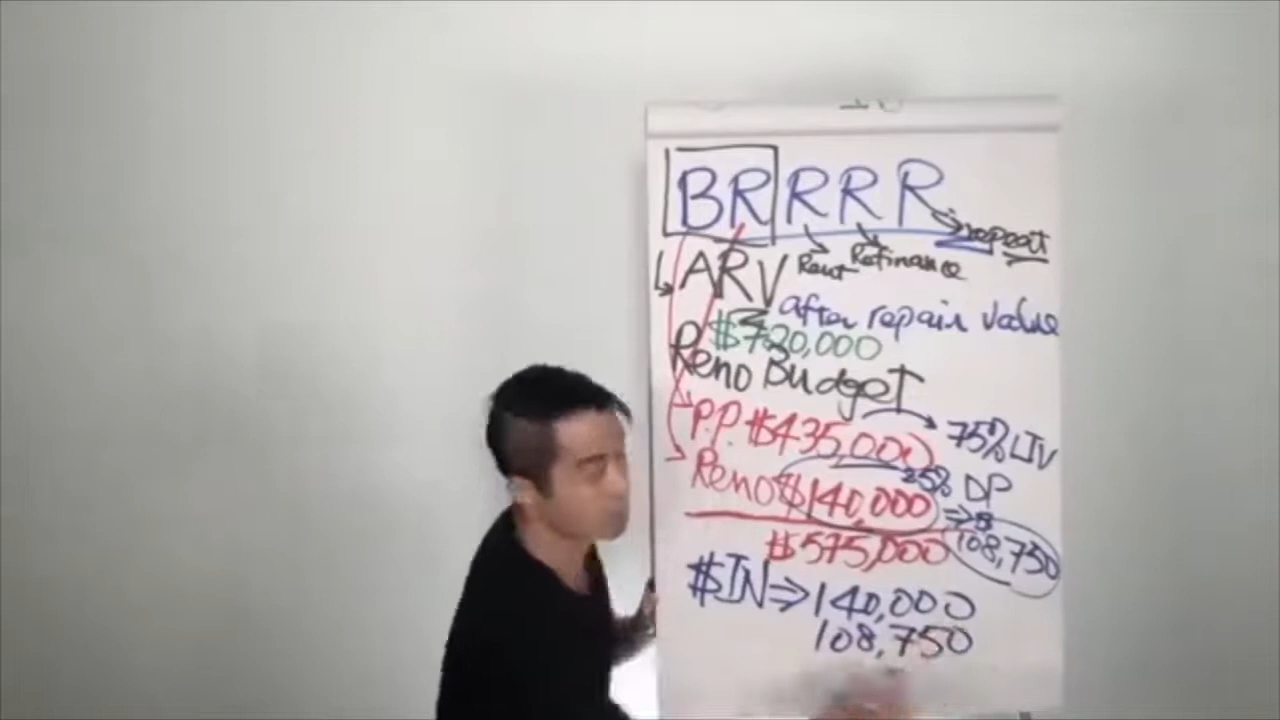 BRRRR
repeat
Rent Refinance
ARV
after repair value
$720,000
Reno Budget
P.P. $435,000 75% LTV
25% DP
Reno $140,000 => $108,750
$575,000
$IN => 140,000
108,750